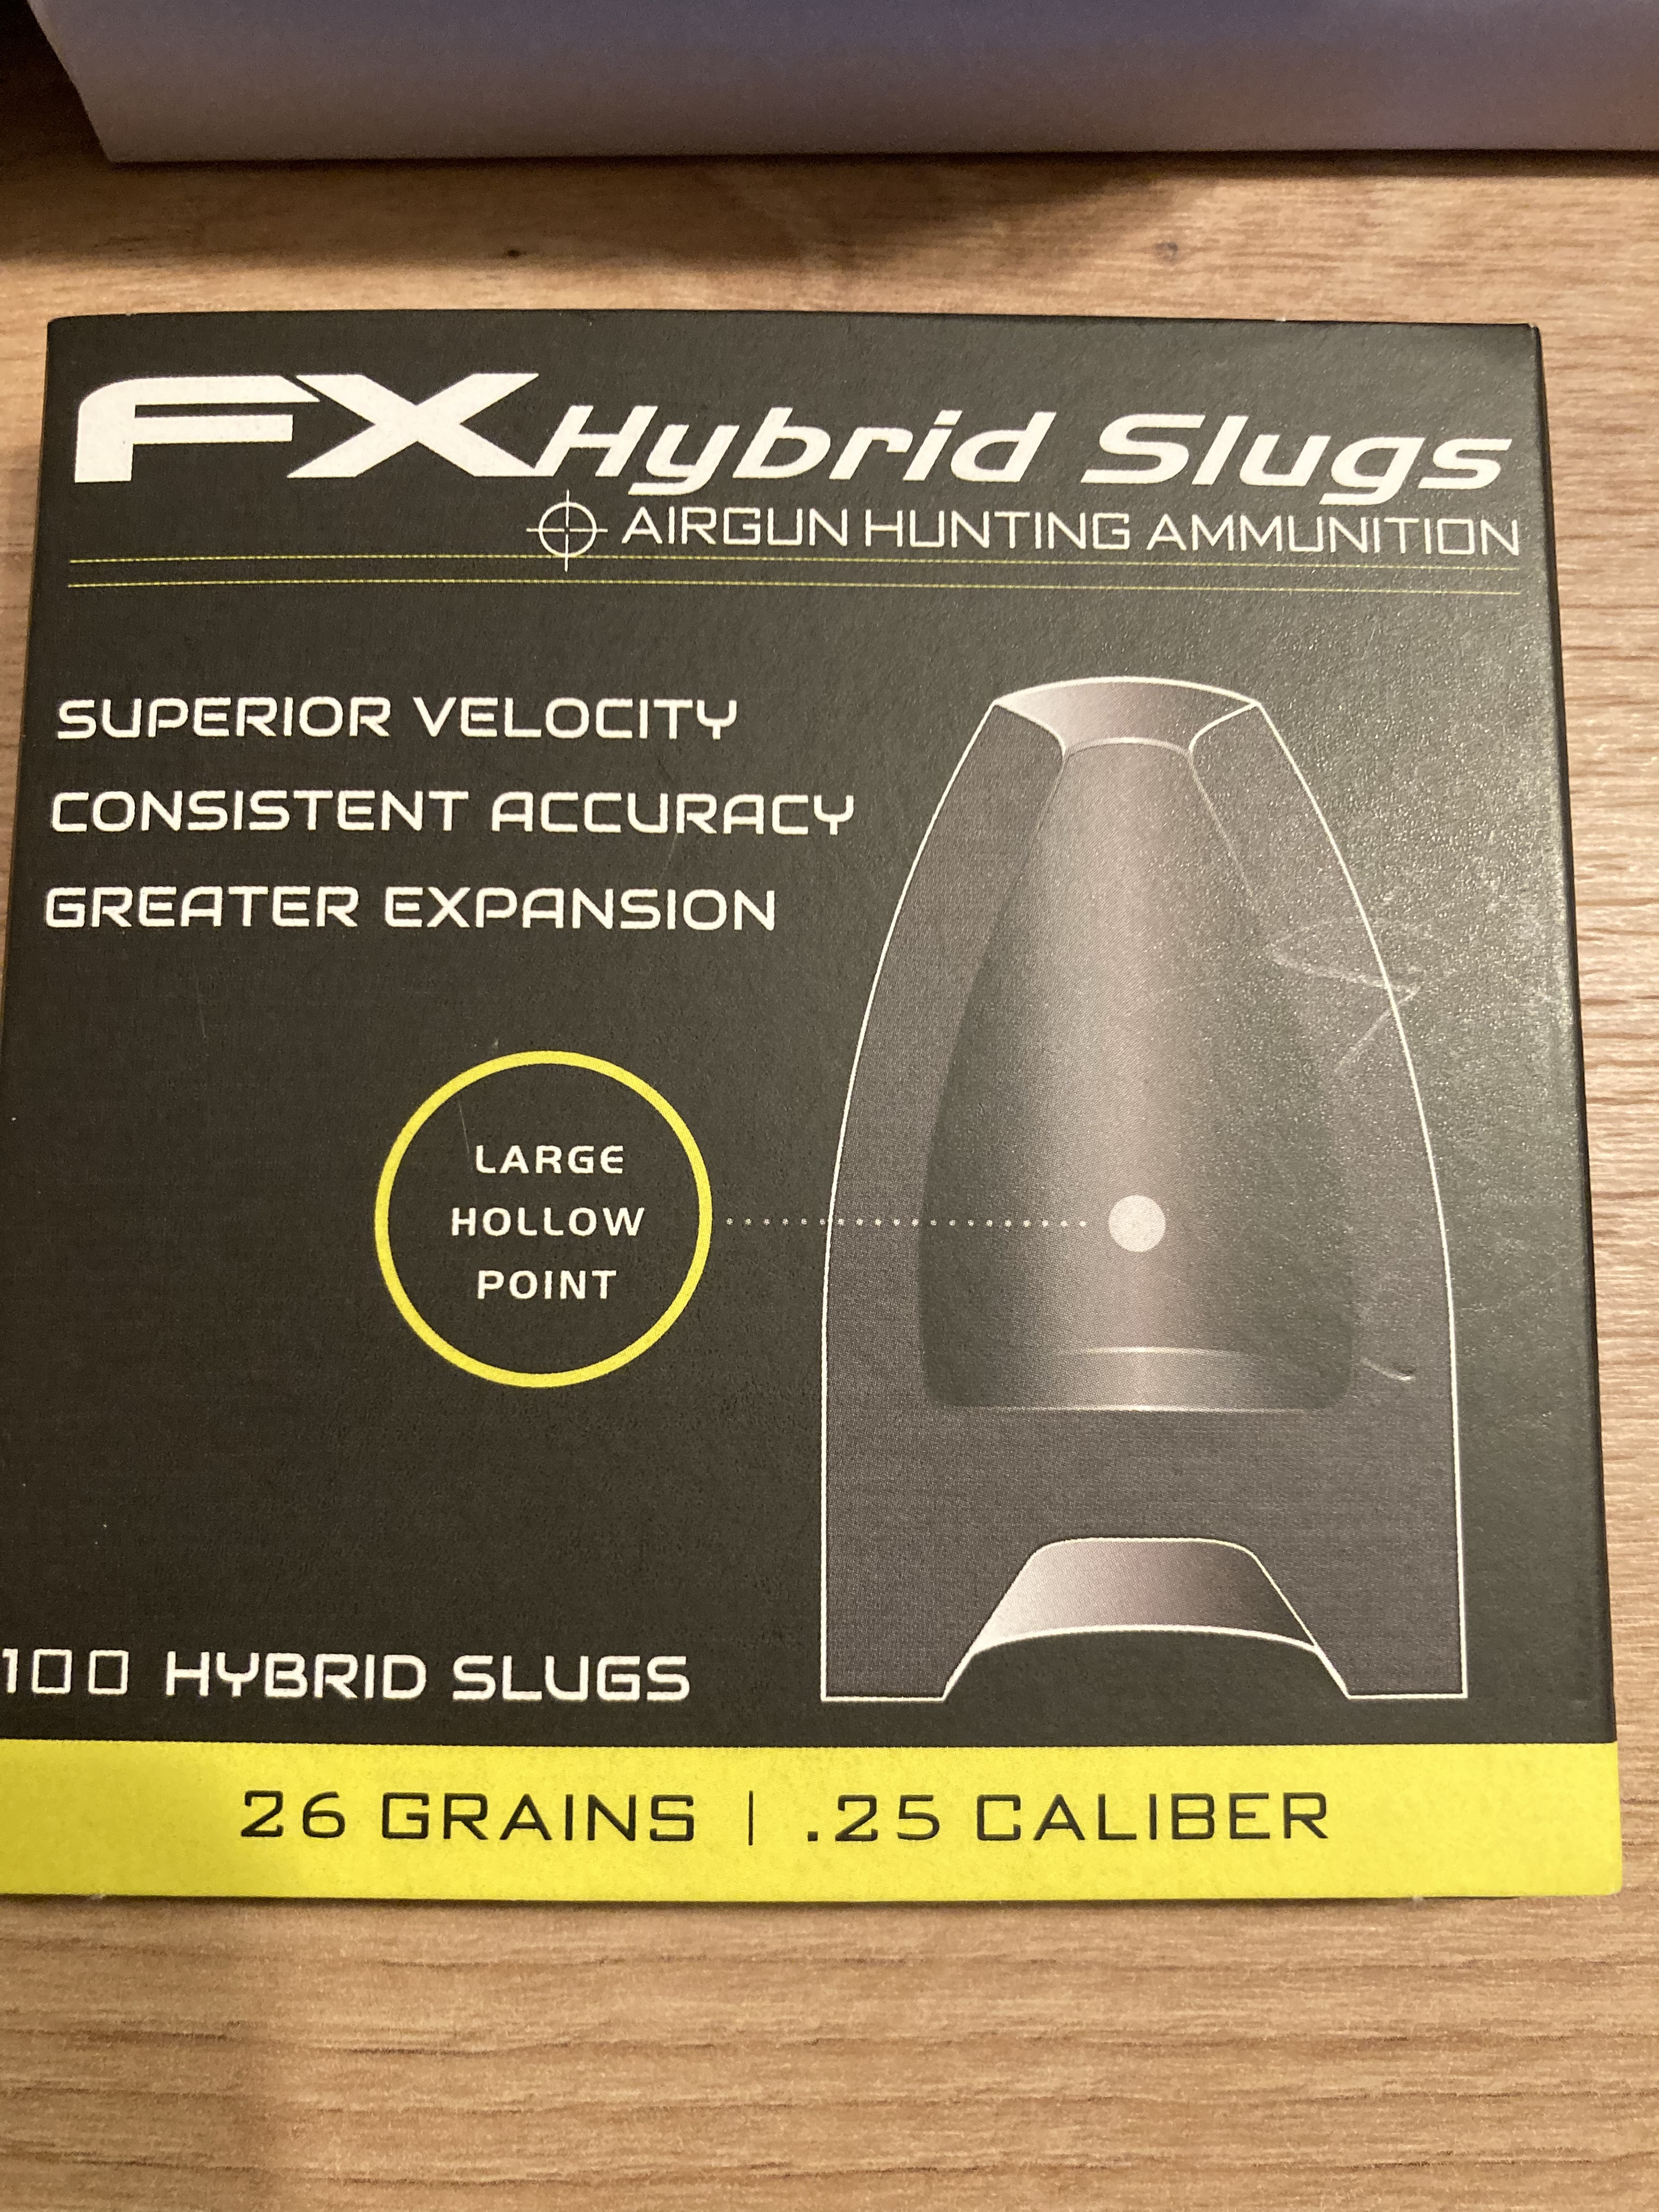 FX Hybrid Slugs
AIRGUN HUNTING AMMUNITION
SUPERIOR VELOCITY
CONSISTENT ACCURACY
GREATER EXPANSION
LARGE
HOLLOW
POINT
100 HYBRID SLUGS
26 GRAINS | .25 CALIBER